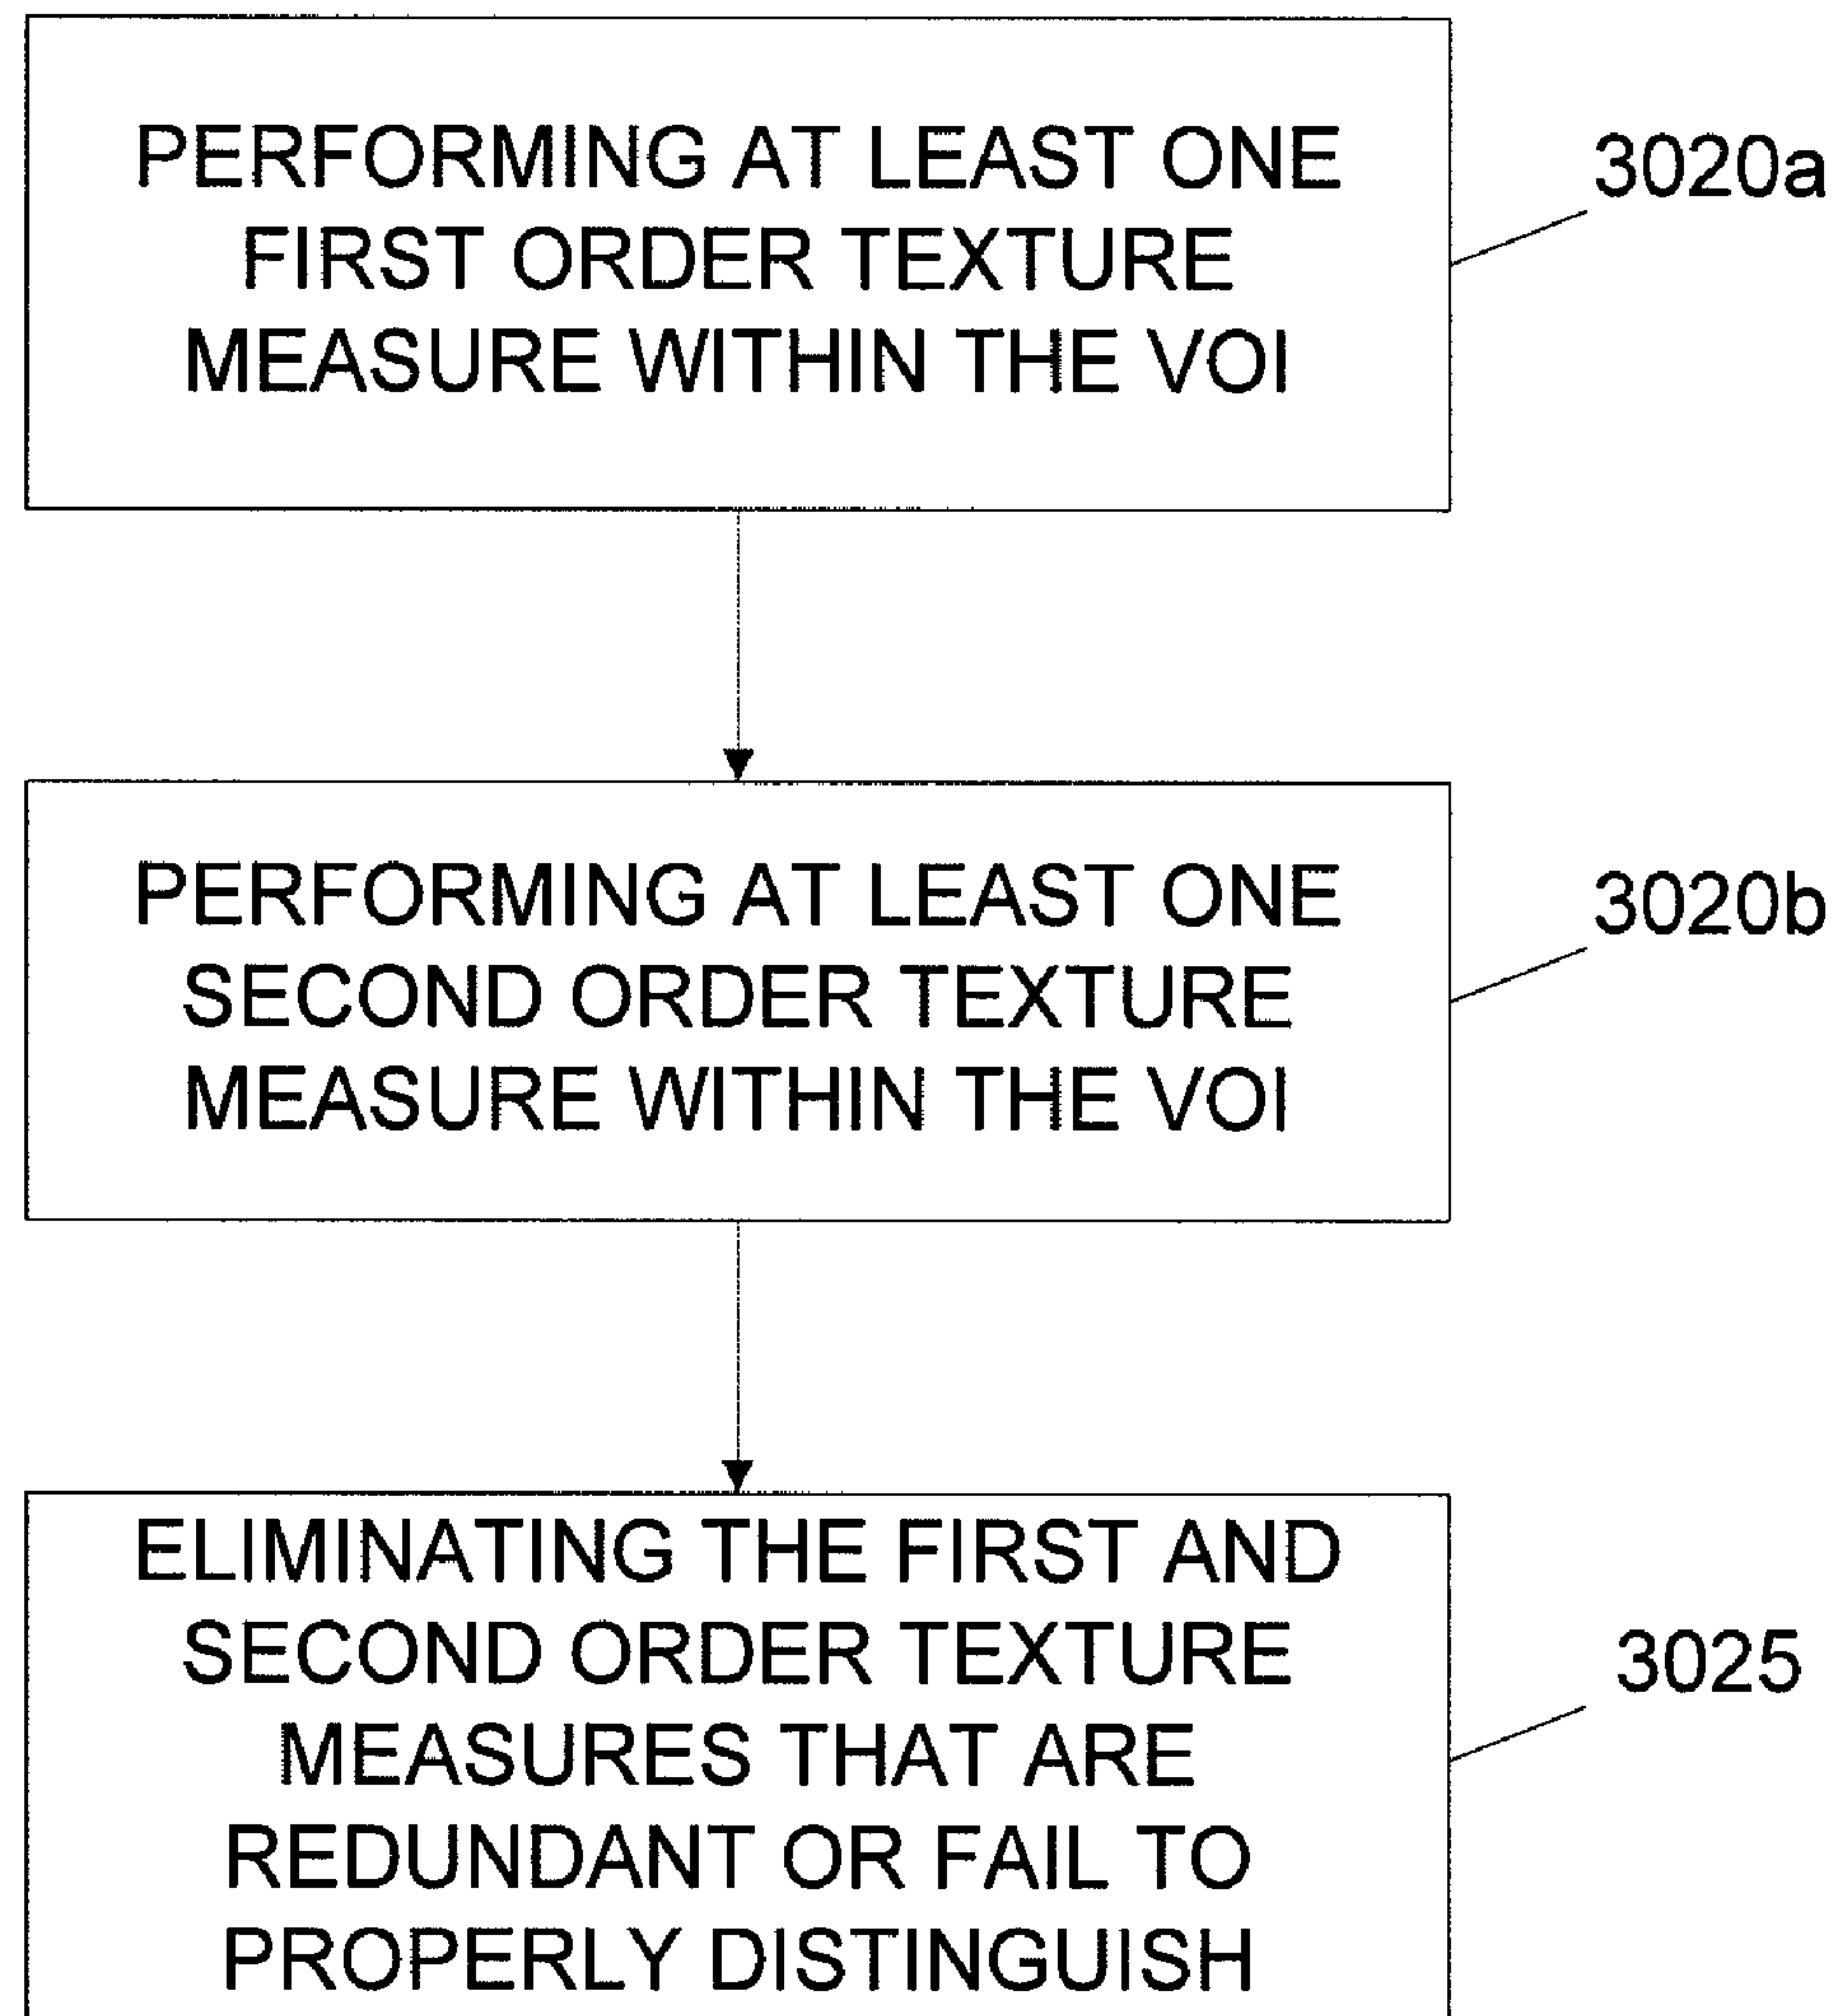 PERFORMING AT LEAST ONE
FIRST ORDER TEXTURE
MEASURE WITHIN THE VOI
3020a
PERFORMING AT LEAST ONE
SECOND ORDER TEXTURE
MEASURE WITHIN THE VOI
3020b
ELIMINATING THE FIRST AND
SECOND ORDER TEXTURE
MEASURES THAT ARE
REDUNDANT OR FAIL TO
PROPERLY DISTINGUISH
3025